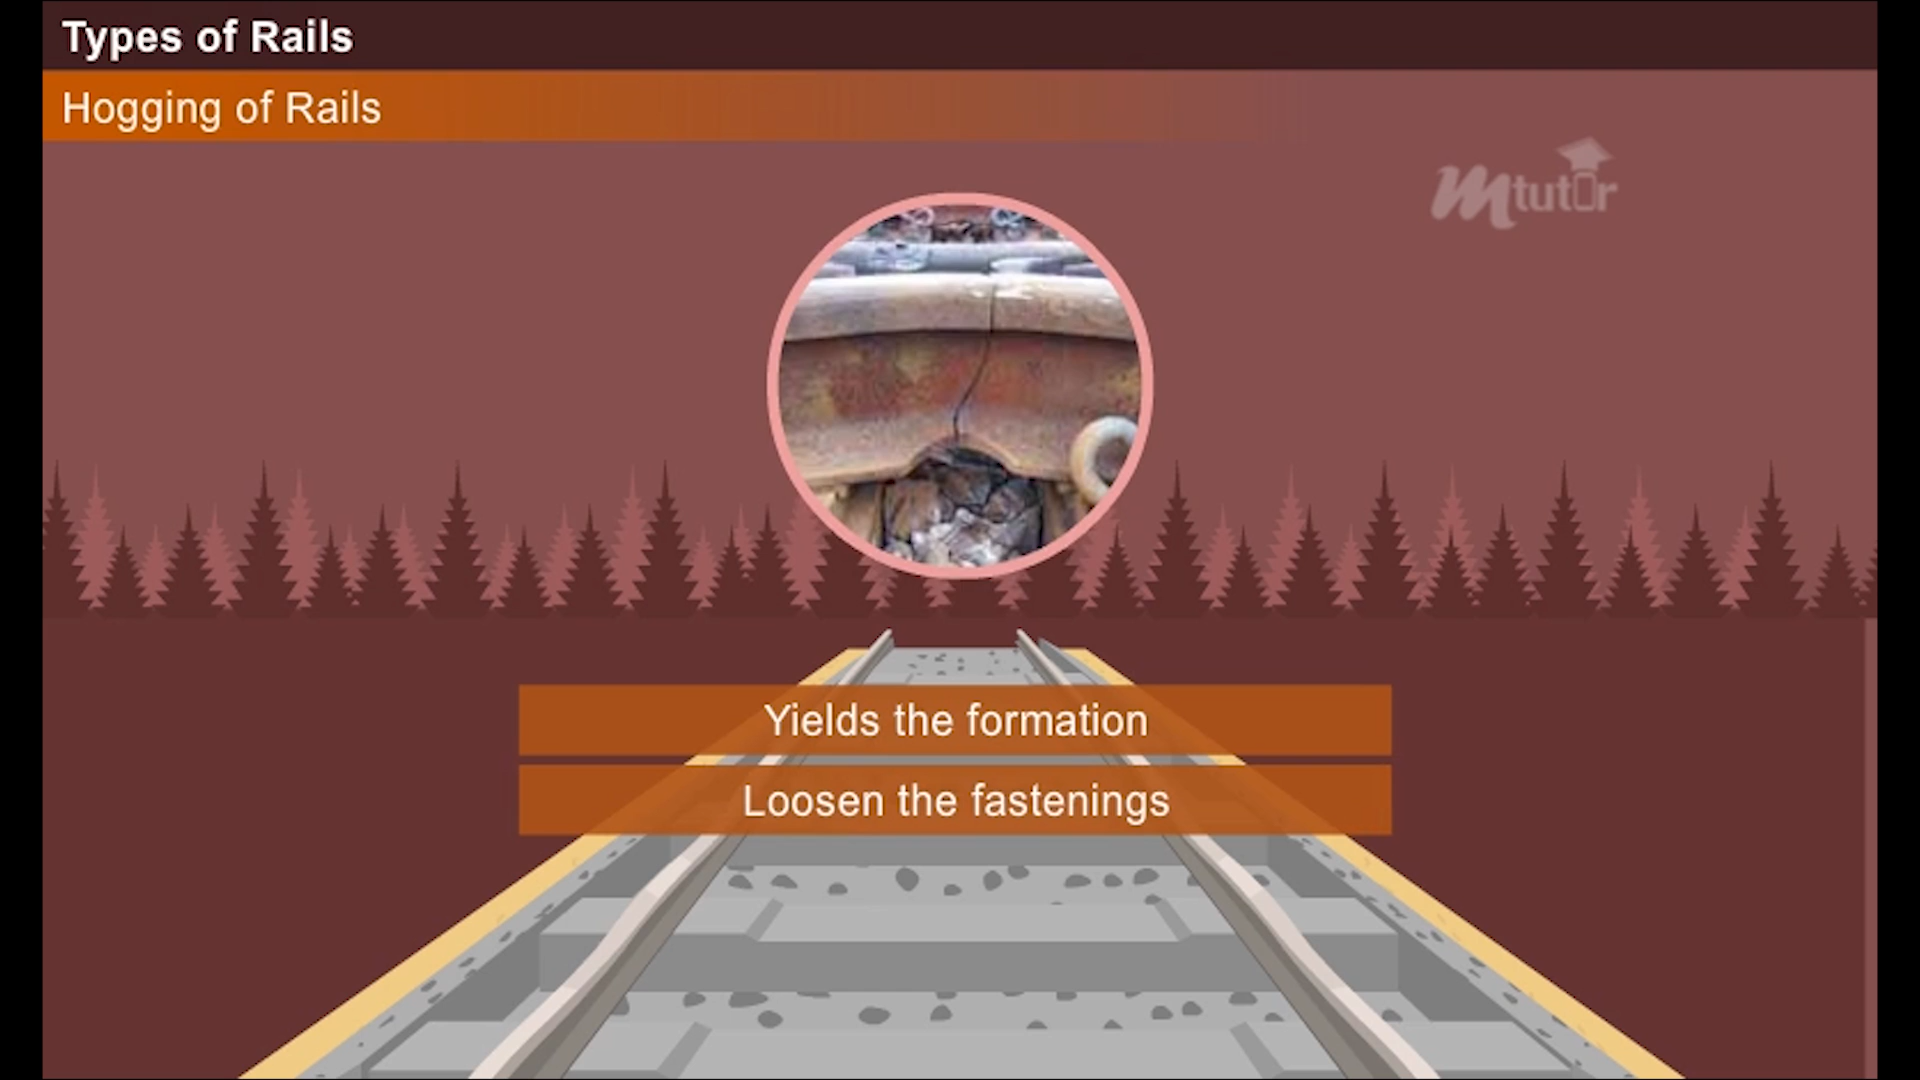 Types of Rails
Hogging of Rails
Mtutor
Yields the formation
Loosen the fastenings